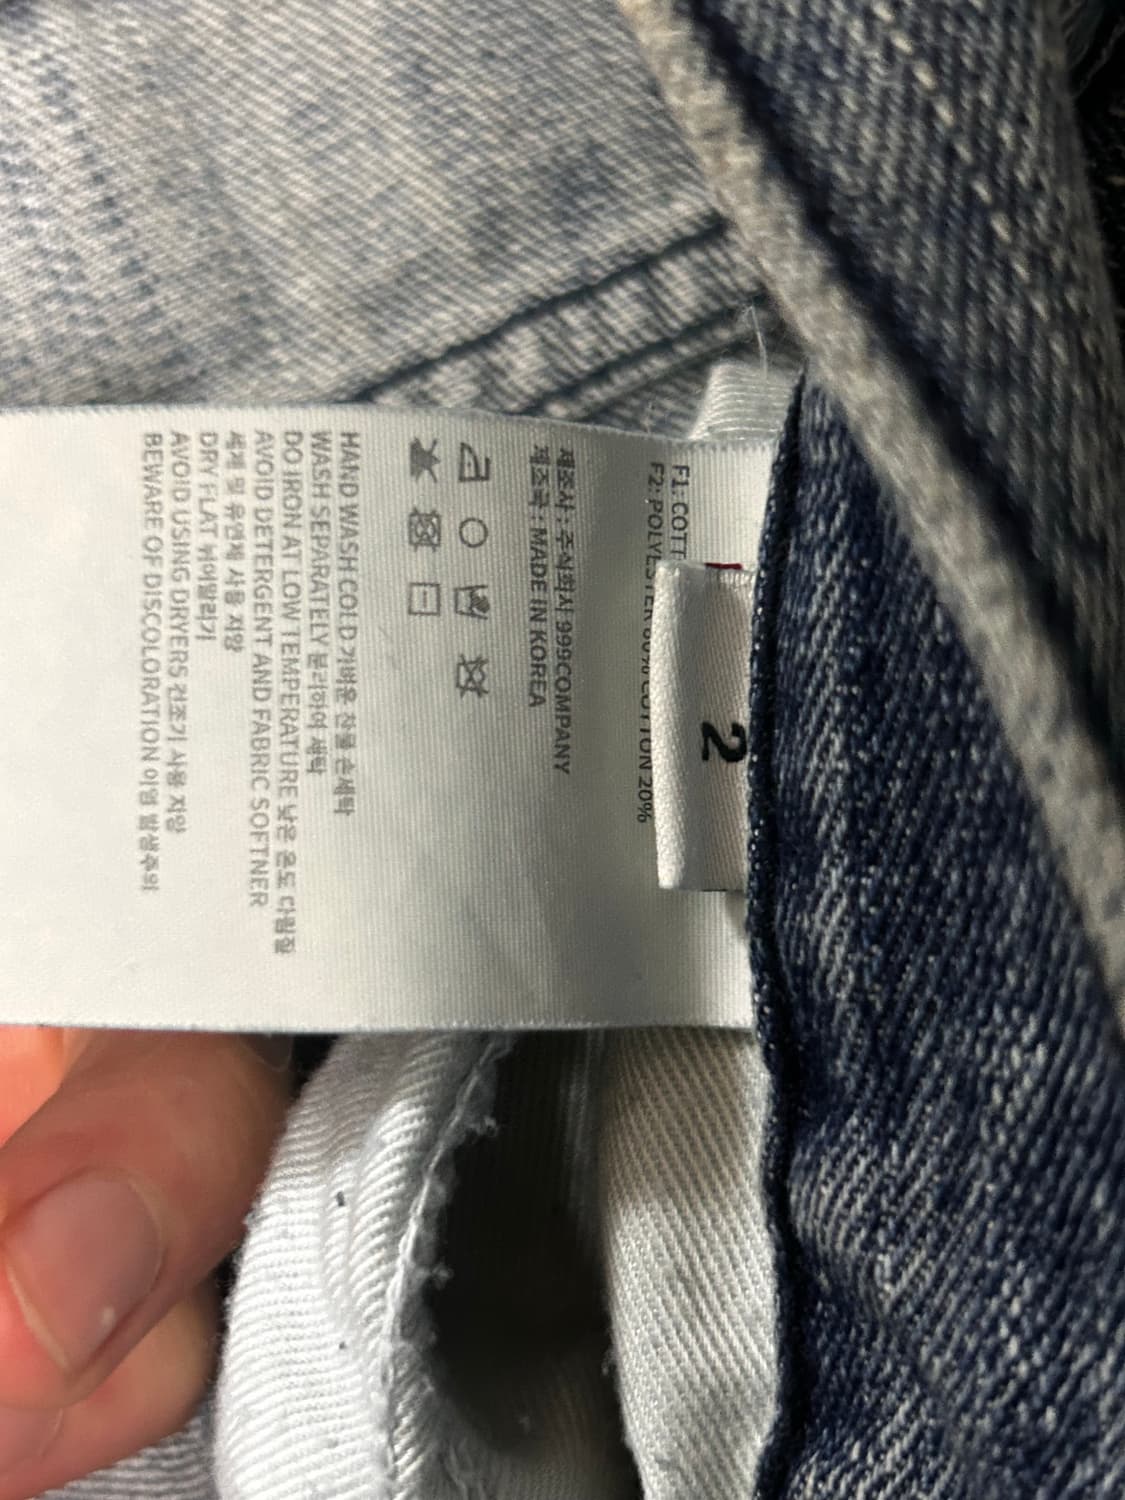 F1: COTT
F2: POLYESTER 80% COTTON 20%
2
제조사 : 주식회사 999COMPANY
제조국 : MADE IN KOREA
HAND WASH COLD 가벼운 찬물 손세탁
WASH SEPARATELY 분리하여 세탁
DO IRON AT LOW TEMPERATURE 낮은 온도 다림질
AVOID DETERGENT AND FABRIC SOFTNER
세제 및 유연제 사용 지양
DRY FLAT 뉘어말리기
AVOID USING DRYERS 건조기 사용 지양
BEWARE OF DISCOLORATION 이염 발생주의